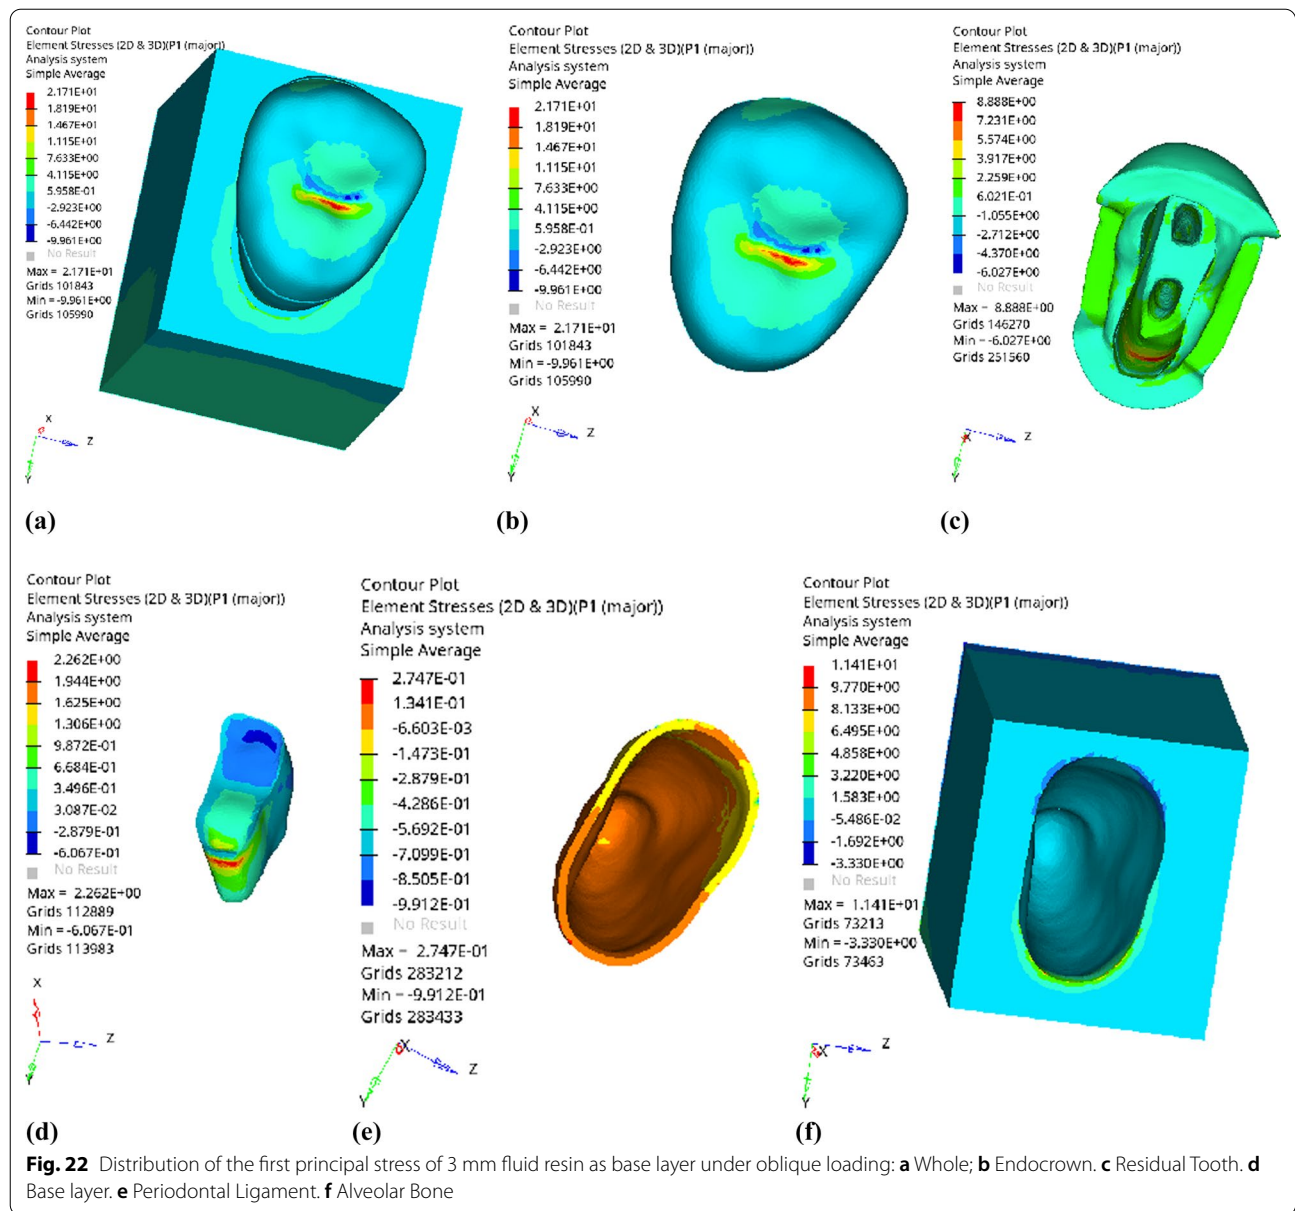 Contour Plot
Element Stresses (2D & 3D)(P1 (major))
Analysis system
Simple Average
2.171E+01
1.819E+01
1.467E+01
1.115E+01
7.633E+00
4.115E+00
5.958E-01
-2.923E+00
-6.442E+00
-9.961E+00
No Result
Max = 2.171E+01
Grids 101843
Min = -9.961E+00
Grids 105990
X
Z
Y
(a)
Contour Plot
Element Stresses (2D & 3D)(P1 (major))
Analysis system
Simple Average
2.171E+01
1.819E+01
1.467E+01
1.115E+01
7.633E+00
4.115E+00
5.958E-01
-2.923E+00
-6.442E+00
-9.961E+00
No Result
Max = 2.171E+01
Grids 101843
Min = -9.961E+00
Grids 105990
X
Z
Y
(b)
Contour Plot
Element Stresses (2D & 3D)(P1 (major))
Analysis system
Simple Average
8.888E+00
7.231E+00
5.574E+00
3.917E+00
2.259E+00
6.021E-01
-1.055E+00
-2.712E+00
-4.370E+00
-6.027E+00
No Result
Max = 8.888E+00
Grids 146270
Min = -6.027E+00
Grids 251560
X
Z
Y
(c)
Contour Plot
Element Stresses (2D & 3D)(P1 (major))
Analysis system
Simple Average
2.262E+00
1.944E+00
1.625E+00
1.306E+00
9.872E-01
6.684E-01
3.496E-01
3.087E-02
-2.879E-01
-6.067E-01
No Result
Max = 2.262E+00
Grids 112889
Min = -6.067E-01
Grids 113983
X
Z
Y
(d)
Contour Plot
Element Stresses (2D & 3D)(P1 (major))
Analysis system
Simple Average
2.747E-01
1.341E-01
-6.603E-03
-1.473E-01
-2.879E-01
-4.286E-01
-5.692E-01
-7.099E-01
-8.505E-01
-9.912E-01
No Result
Max = 2.747E-01
Grids 283212
Min = -9.912E-01
Grids 283433
X
Z
Y
(e)
Contour Plot
Element Stresses (2D & 3D)(P1 (major))
Analysis system
Simple Average
1.141E+01
9.770E+00
8.133E+00
6.495E+00
4.858E+00
3.220E+00
1.583E+00
-5.486E-02
-1.692E+00
-3.330E+00
No Result
Max = 1.141E+01
Grids 73213
Min = -3.330E+00
Grids 73463
X
Z
Y
(f)
Fig. 22 Distribution of the first principal stress of 3 mm fluid resin as base layer under oblique loading: a Whole; b Endocrown. c Residual Tooth. d
Base layer. e Periodontal Ligament. f Alveolar Bone